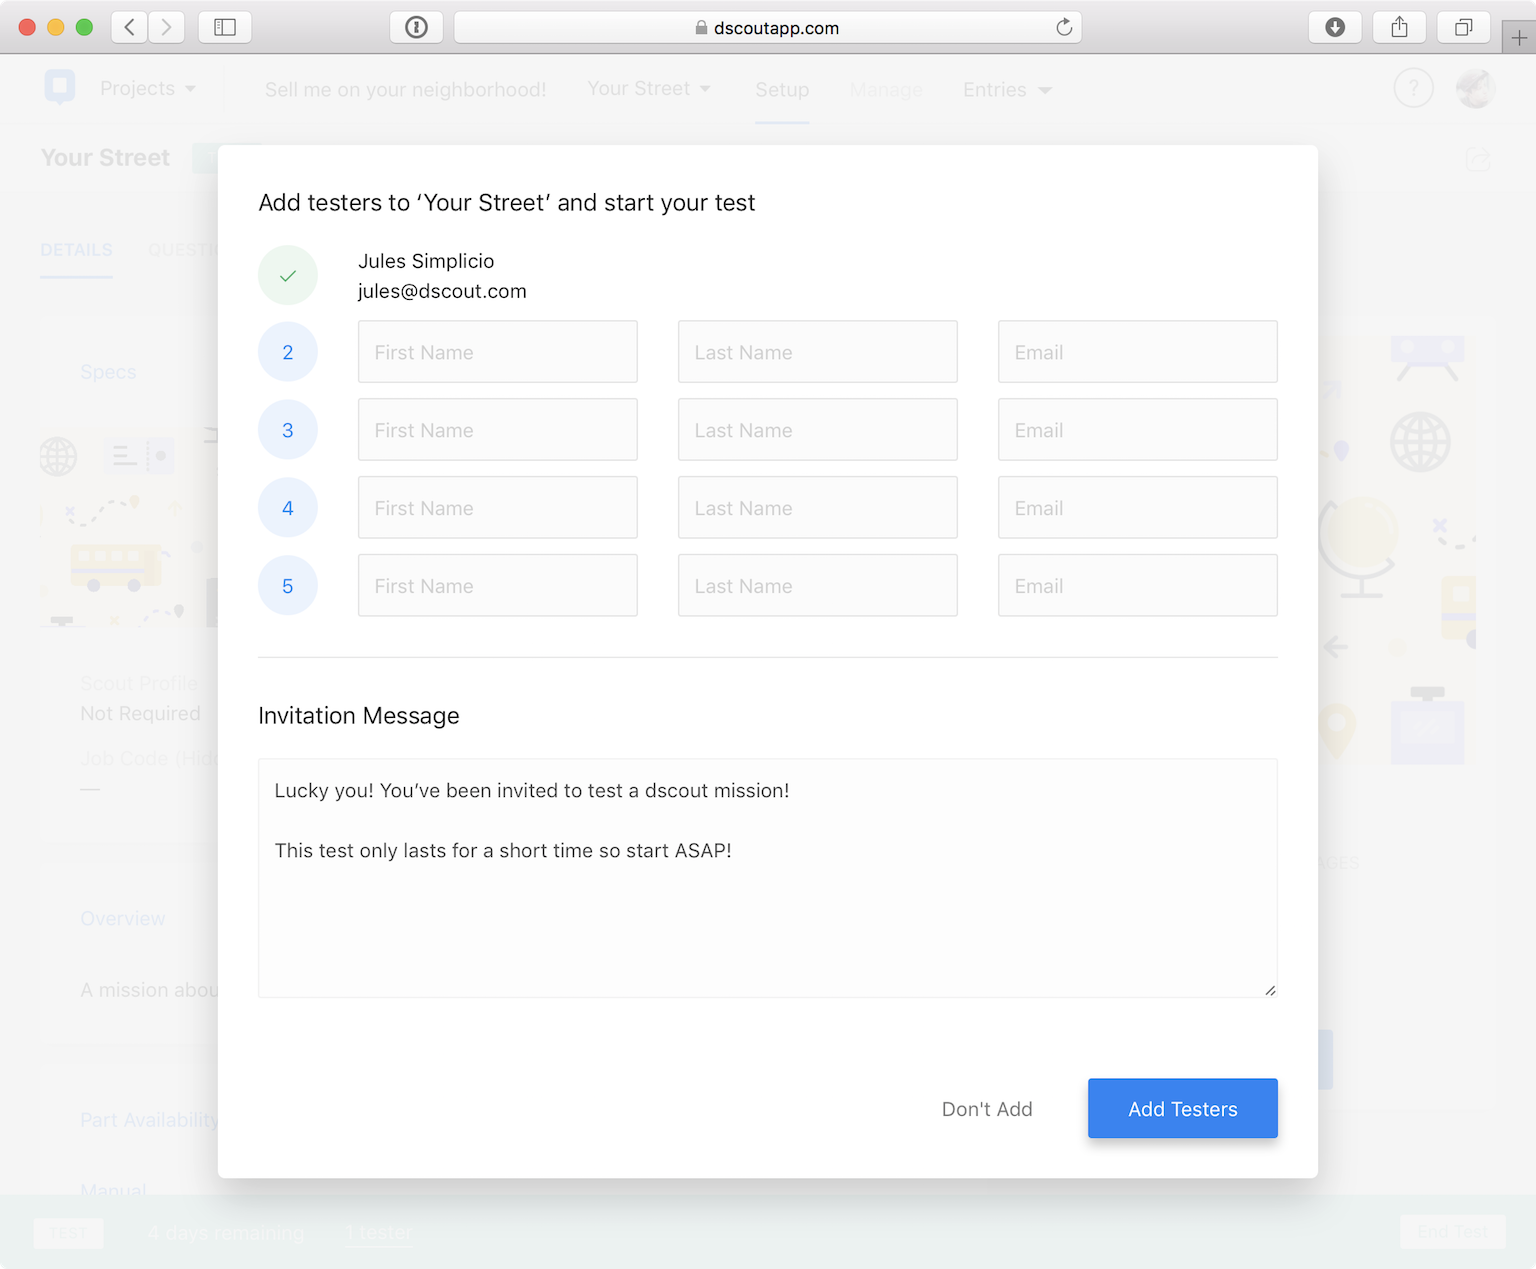 dscoutapp.com
Projects
Sell me on your neighborhood!
Your Street
Setup
Manage
Entries
?
Your Street
DETAILS
Add testers to ‘Your Street’ and start your test
Jules Simplicio
jules@dscout.com
2 First Name Last Name Email
3 First Name Last Name Email
4 First Name Last Name Email
5 First Name Last Name Email
Specs
Scout Profile
Not Required
Job Code
—
Invitation Message
Lucky you! You’ve been invited to test a dscout mission!
This test only lasts for a short time so start ASAP!
Overview
A mission
Don't Add
Add Testers
Part Availability
Manual
TEST
4 days remaining
1 tester
End Test